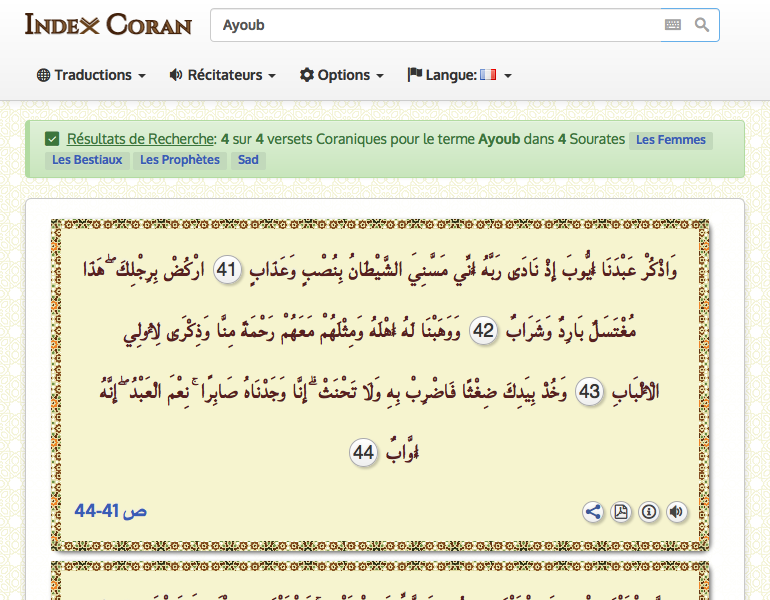 INDEX CORAN
Ayoub
Traductions
Récitateurs
Options
Langue:
Résultats de Recherche: 4 sur 4 versets Coraniques pour le terme Ayoub dans 4 Sourates Les Femmes
Les Bestiaux Les Prophètes Sad
وَاذْكُرْ عَبْدَنَا أَيُّوبَ إِذْ نَادَى رَبَّهُ أَنِّي مَسَّنِيَ الشَّيْطَانُ بِنُصْبٍ وَعَذَابٍ 41 ارْكُضْ بِرِجْلِكَ ۖ هَذَا
مُغْتَسَلٌ بَارِدٌ وَشَرَابٌ 42 وَوَهَبْنَا لَهُ أَهْلَهُ وَمِثْلَهُمْ مَعَهُمْ رَحْمَةً مِنَّا وَذِكْرَى لِأُولِي
الْأَلْبَابِ 43 وَخُذْ بِيَدِكَ ضِغْثًا فَاضْرِبْ بِهِ وَلَا تَحْنَثْ ۗ إِنَّا وَجَدْنَاهُ صَابِرًا ۚ نِعْمَ الْعَبْدُ ۖ إِنَّهُ
أَوَّابٌ 44
ص 41-44